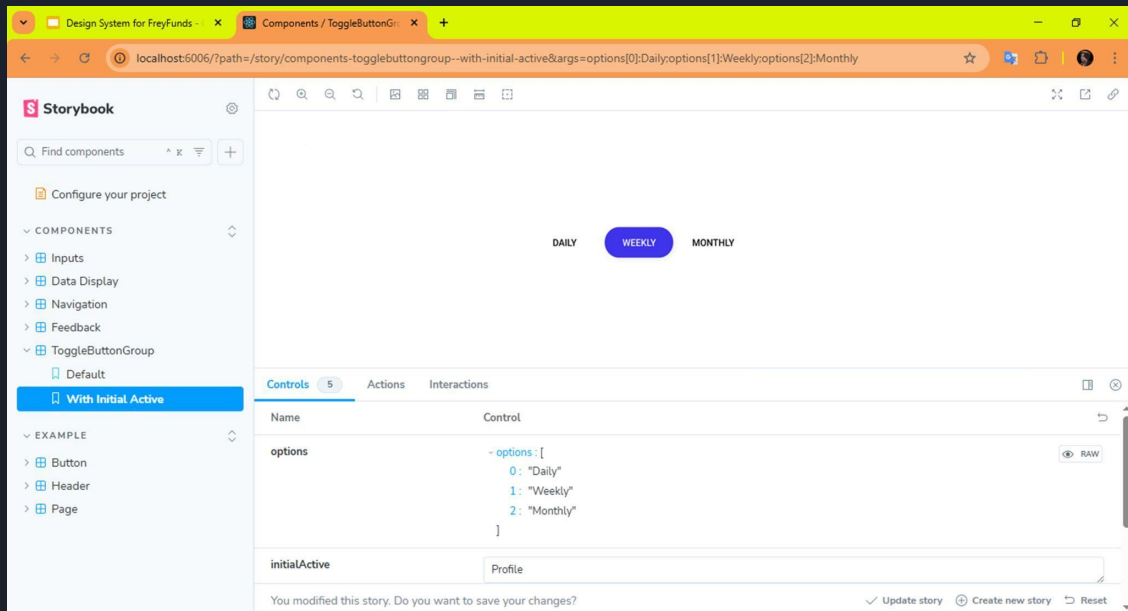 Design System for FreyFunds -
Components / ToggleButtonGr
localhost:6006/?path=/story/components-togglebuttongroup--with-initial-active&args=options[0]:Daily;options[1]:Weekly;options[2]:Monthly
Storybook
Find components
^ K
Configure your project
COMPONENTS
Inputs
Data Display
Navigation
Feedback
ToggleButtonGroup
Default
With Initial Active
EXAMPLE
Button
Header
Page
DAILY WEEKLY MONTHLY
Controls 5 Actions Interactions
Name Control
options - options : [ RAW
0 : "Daily"
1 : "Weekly"
2 : "Monthly"
]
initialActive Profile
You modified this story. Do you want to save your changes? Update story Create new story Reset